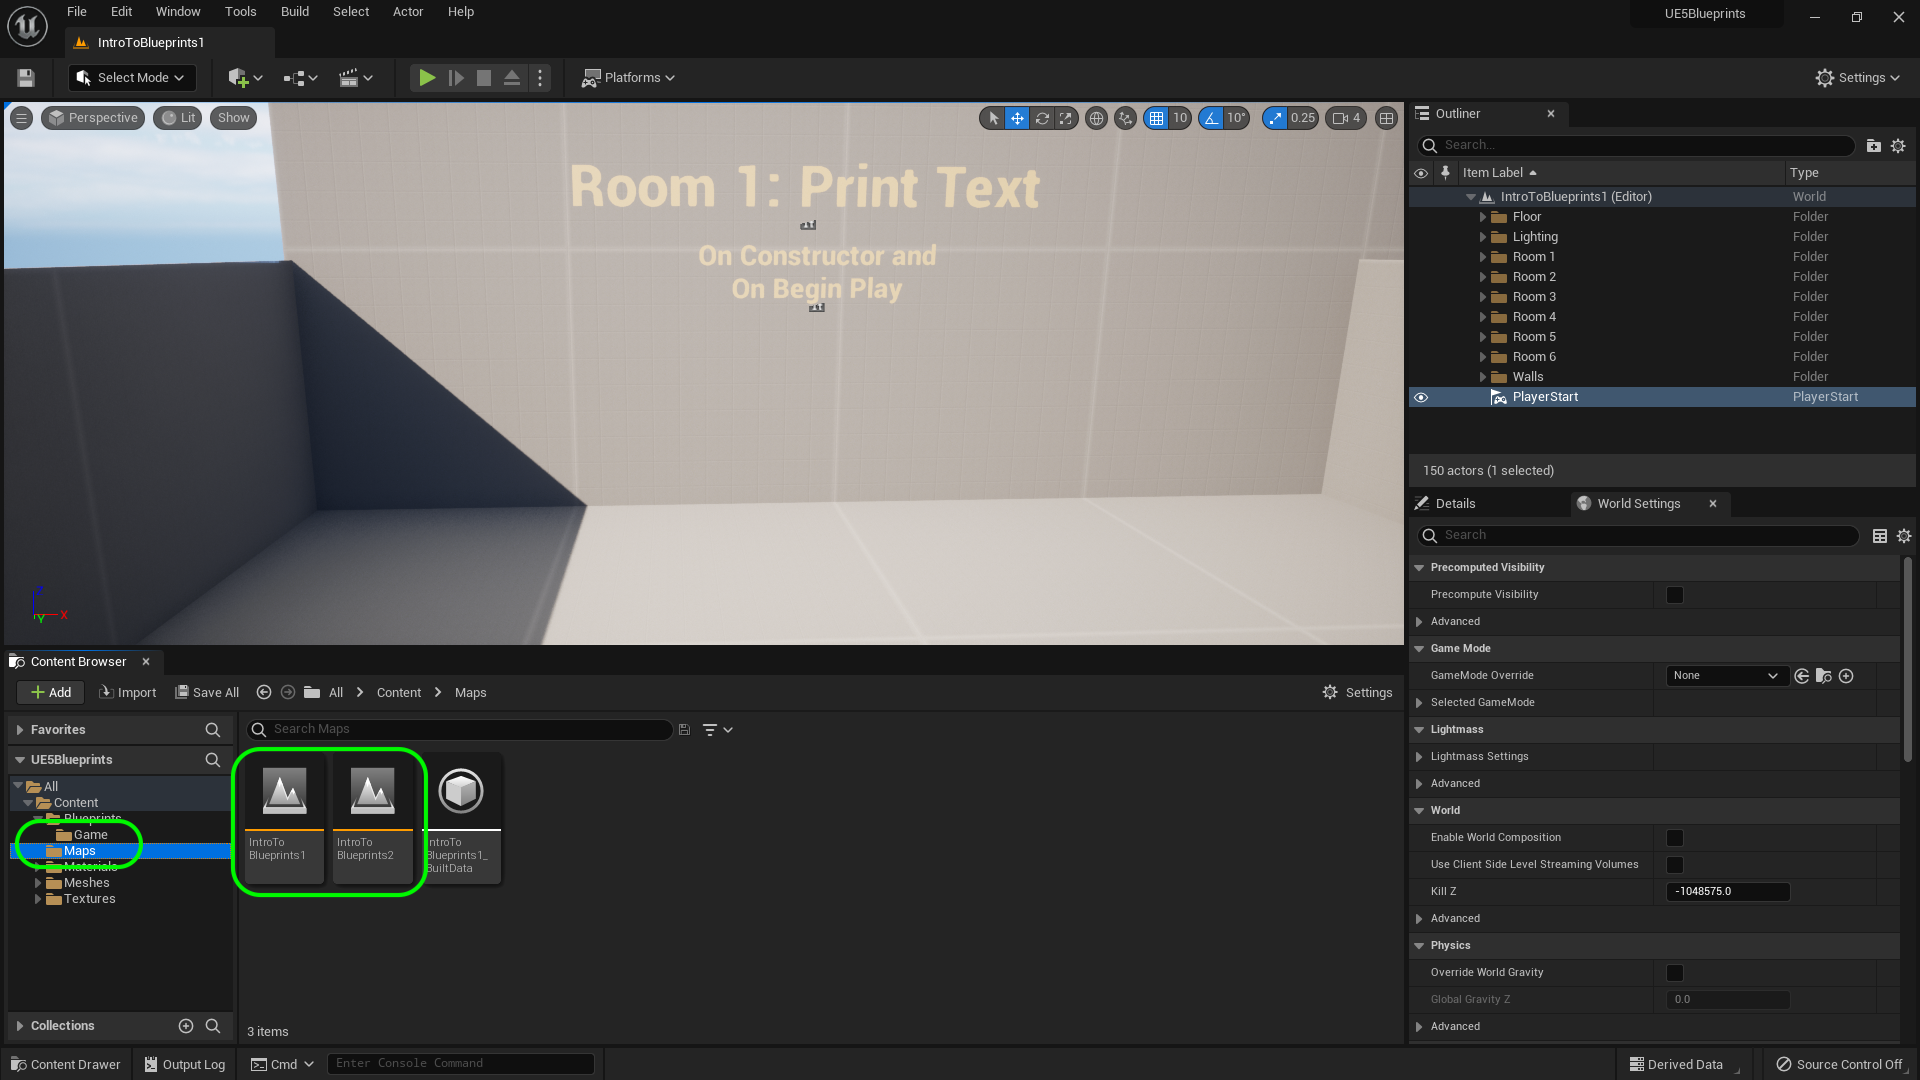 File Edit Window Tools Build Select Actor Help
UE5Blueprints
IntroToBlueprints1
Select Mode
Platforms
Settings
Perspective
Lit
Show
10
10°
0.25
4
Room 1: Print Text
On Constructor and
On Begin Play
Z
X
Y
Outliner
Search...
Item Label
Type
IntroToBlueprints1 (Editor) World
Floor Folder
Lighting Folder
Room 1 Folder
Room 2 Folder
Room 3 Folder
Room 4 Folder
Room 5 Folder
Room 6 Folder
Walls Folder
PlayerStart PlayerStart
150 actors (1 selected)
Details
World Settings
Search
Precomputed Visibility
Precompute Visibility
Advanced
Game Mode
GameMode Override None
Selected GameMode
Lightmass
Lightmass Settings
Advanced
World
Enable World Composition
Use Client Side Level Streaming Volumes
Kill Z -1048575.0
Advanced
Physics
Override World Gravity
Global Gravity Z 0.0
Advanced
Content Browser
Add
Import
Save All
All
Content
Maps
Settings
Favorites
UE5Blueprints
All
Content
Blueprints
Game
Maps
Materials
Meshes
Textures
Collections
Search Maps
IntroTo
Blueprints1
IntroTo
Blueprints2
IntroTo
Blueprints1_
BuiltData
3 items
Content Drawer
Output Log
Cmd
Enter Console Command
Derived Data
Source Control Off